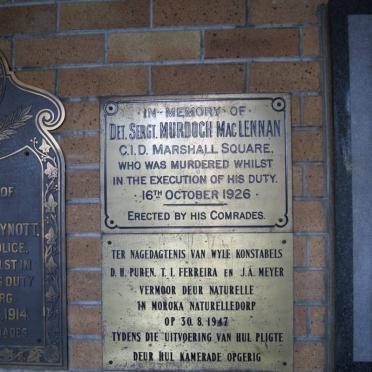 OF
YNOTT,
OLICE.
LST IN
DUTY
RG
1914.
ADES.
IN MEMORY OF
DET. SERGT. MURDOCH MACLENNAN
C.I.D. MARSHALL SQUARE,
WHO WAS MURDERED WHILST
IN THE EXECUTION OF HIS DUTY.
16TH OCTOBER 1926
ERECTED BY HIS COMRADES.
TER NAGEDAGTENIS VAN WYLE KONSTABELS
D. H. PUREN, T. I. FERREIRA EN J. A. MEYER
VERMOOR DEUR NATURELLE
IN MOROKA NATURELLEDORP
OP 30. 8. 1947
TYDENS DIE UITVOERING VAN HUL PLIGTE
DEUR HUL KAMERADE OPGERIG